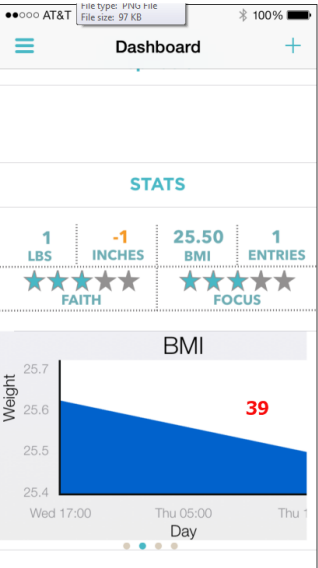 File type: PNG File
AT&T File size: 97 KB 100%
Dashboard
STATS
1 -1 25.50 1
LBS INCHES BMI ENTRIES
FAITH FOCUS
BMI
25.7
25.6
25.5
25.4
Weight
39
Wed 17:00 Thu 05:00 Thu 1
Day